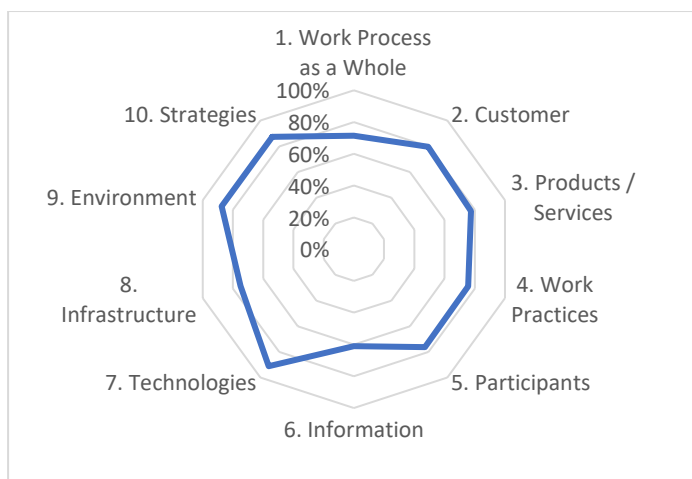 1. Work Process
as a Whole
100%
80%
60%
40%
20%
0%
2. Customer
3. Products /
Services
4. Work
Practices
5. Participants
6. Information
7. Technologies
8.
Infrastructure
9. Environment
10. Strategies